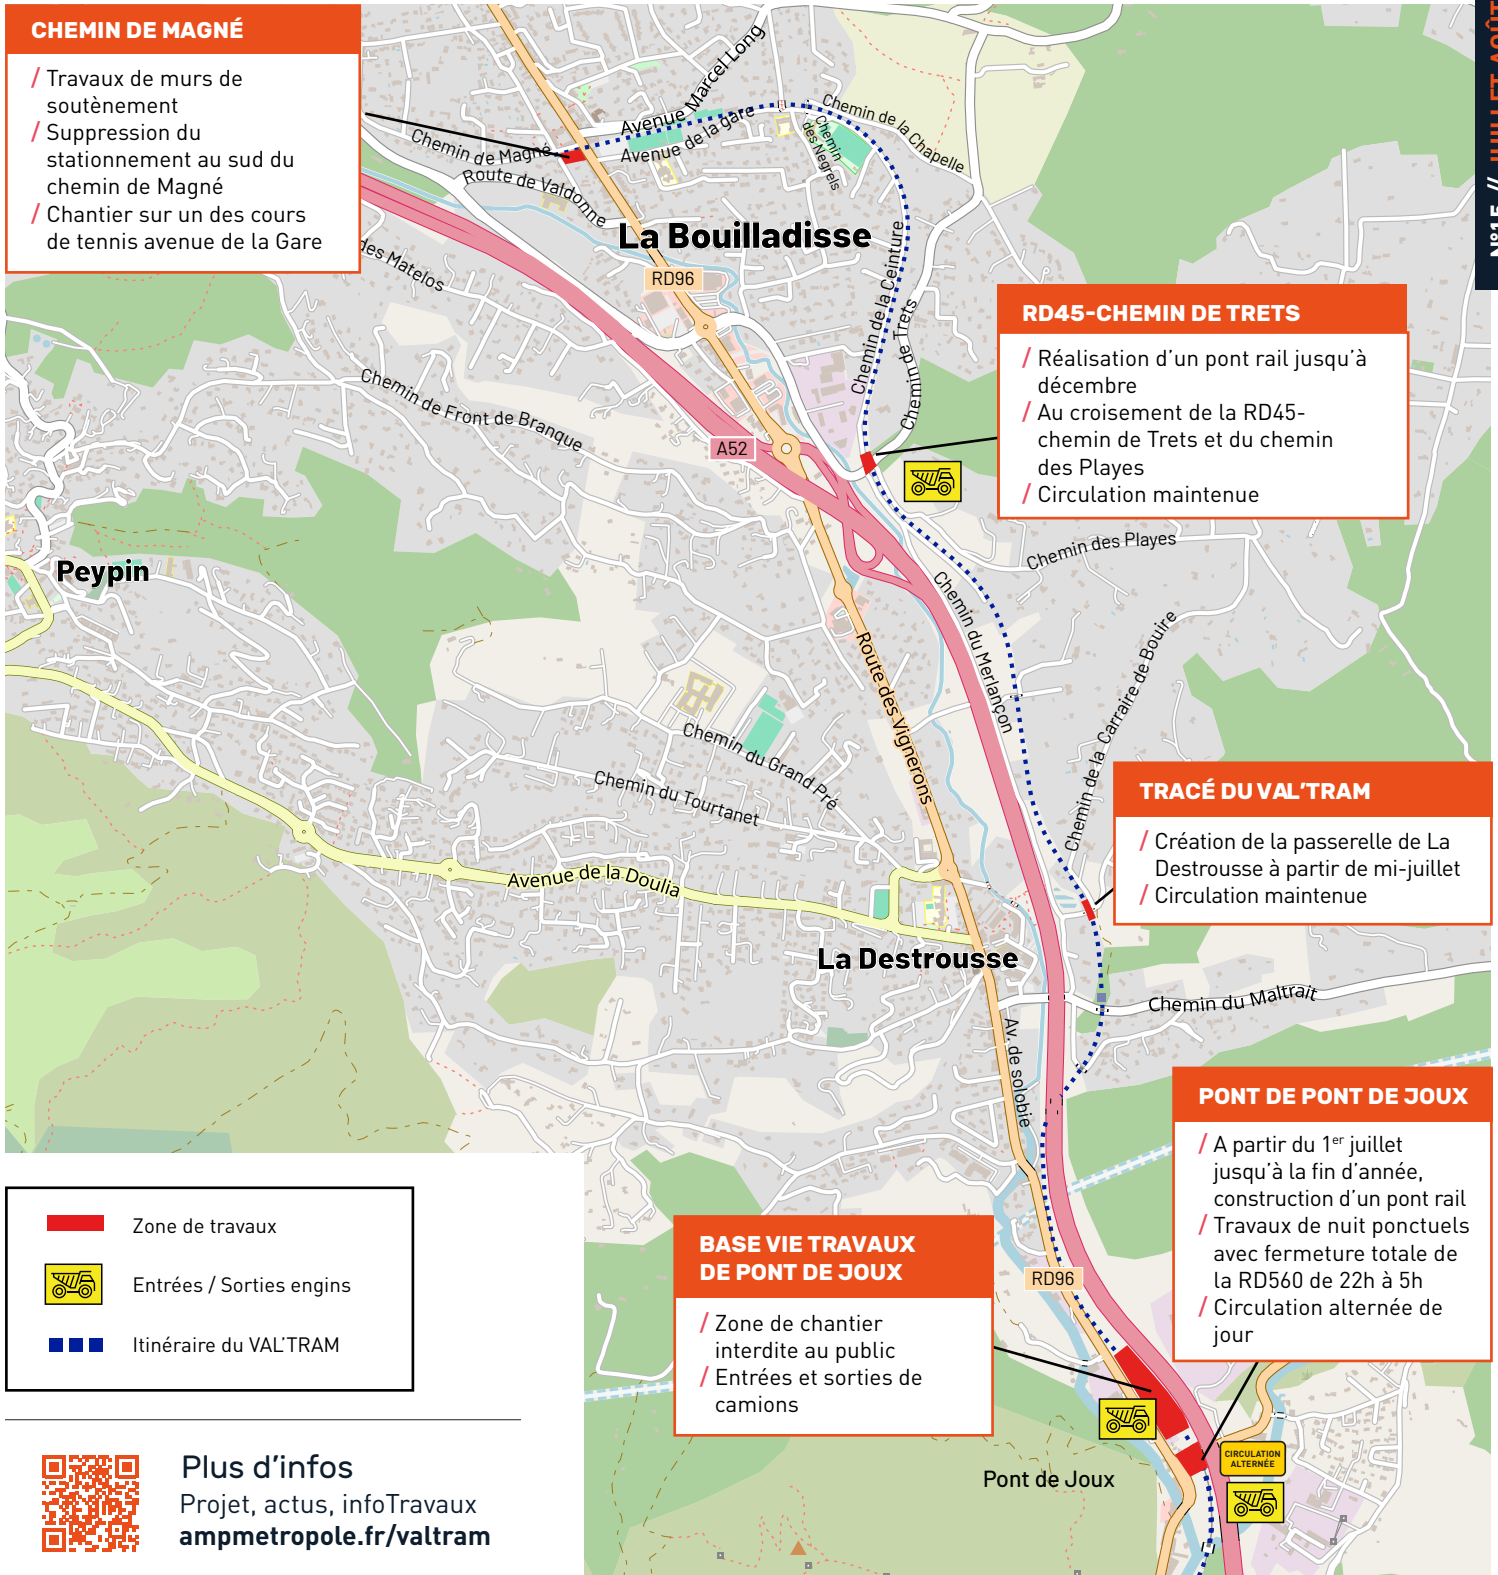 CHEMIN DE MAGNÉ
/ Travaux de murs de
soutènement
/ Suppression du
stationnement au sud du
chemin de Magné
/ Chantier sur un des cours
de tennis avenue de la Gare
N°15 // JUILLET AOÛT
Avenue Marcel Long
Chemin de la Chapelle
Chemin de Magné
Avenue de la gare
Chemin
des Negrels
Route de Valdonne
La Bouilladisse
des Matelos
RD96
Chemin de la Ceinture
Chemin de Trets
RD45-CHEMIN DE TRETS
/ Réalisation d’un pont rail jusqu’à
décembre
/ Au croisement de la RD45-
chemin de Trets et du chemin
des Playes
/ Circulation maintenue
Chemin de Front de Branque
A52
Peypin
Chemin des Playes
Chemin du Merlançon
Route des Vignerons
Chemin de la Carraire de Bouire
Chemin du Grand Pré
Chemin du Tourtanet
TRACÉ DU VAL’TRAM
/ Création de la passerelle de La
Destrousse à partir de mi-juillet
/ Circulation maintenue
Avenue de la Doulia
La Destrousse
Chemin du Maltrait
Av. de solobie
PONT DE PONT DE JOUX
/ A partir du 1er juillet
jusqu’à la fin d’année,
construction d’un pont rail
/ Travaux de nuit ponctuels
avec fermeture totale de
la RD560 de 22h à 5h
/ Circulation alternée de
jour
BASE VIE TRAVAUX
DE PONT DE JOUX
/ Zone de chantier
interdite au public
/ Entrées et sorties de
camions
RD96
Zone de travaux
Entrées / Sorties engins
Itinéraire du VAL’TRAM
CIRCULATION
ALTERNÉE
Pont de Joux
Plus d’infos
Projet, actus, infoTravaux
ampmetropole.fr/valtram